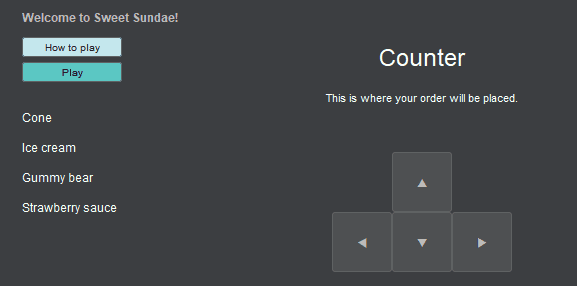 Welcome to Sweet Sundae!
How to play
Play
Cone
Ice cream
Gummy bear
Strawberry sauce
Counter
This is where your order will be placed.